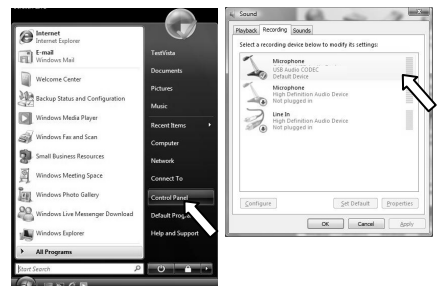 Internet
Internet Explorer
E-mail
Windows Mail
Welcome Center
Backup Status and Configuration
Windows Media Player
Windows Fax and Scan
Small Business Resources
Windows Meeting Space
Windows Photo Gallery
Windows Live Messenger Download
Windows Explorer
All Programs
Start Search
TestVista
Documents
Pictures
Music
Recent Items
Computer
Network
Connect To
Control Panel
Default Progra
Help and Support
Sound
Playback Recording Sounds
Select a recording device below to modify its settings:
Microphone
USB Audio CODEC
Default Device
Microphone
High Definition Audio Device
Not plugged in
Line In
High Definition Audio Device
Not plugged in
Configure Set Default Properties
OK Cancel Apply